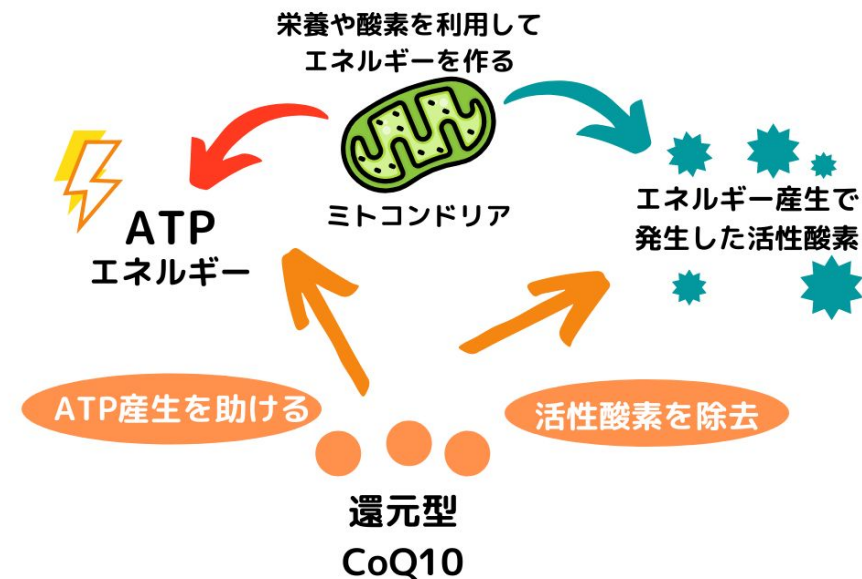 栄養や酸素を利用して
エネルギーを作る
ミトコンドリア
ATP
エネルギー
エネルギー産生で
発生した活性酸素
ATP産生を助ける
活性酸素を除去
還元型
CoQ10